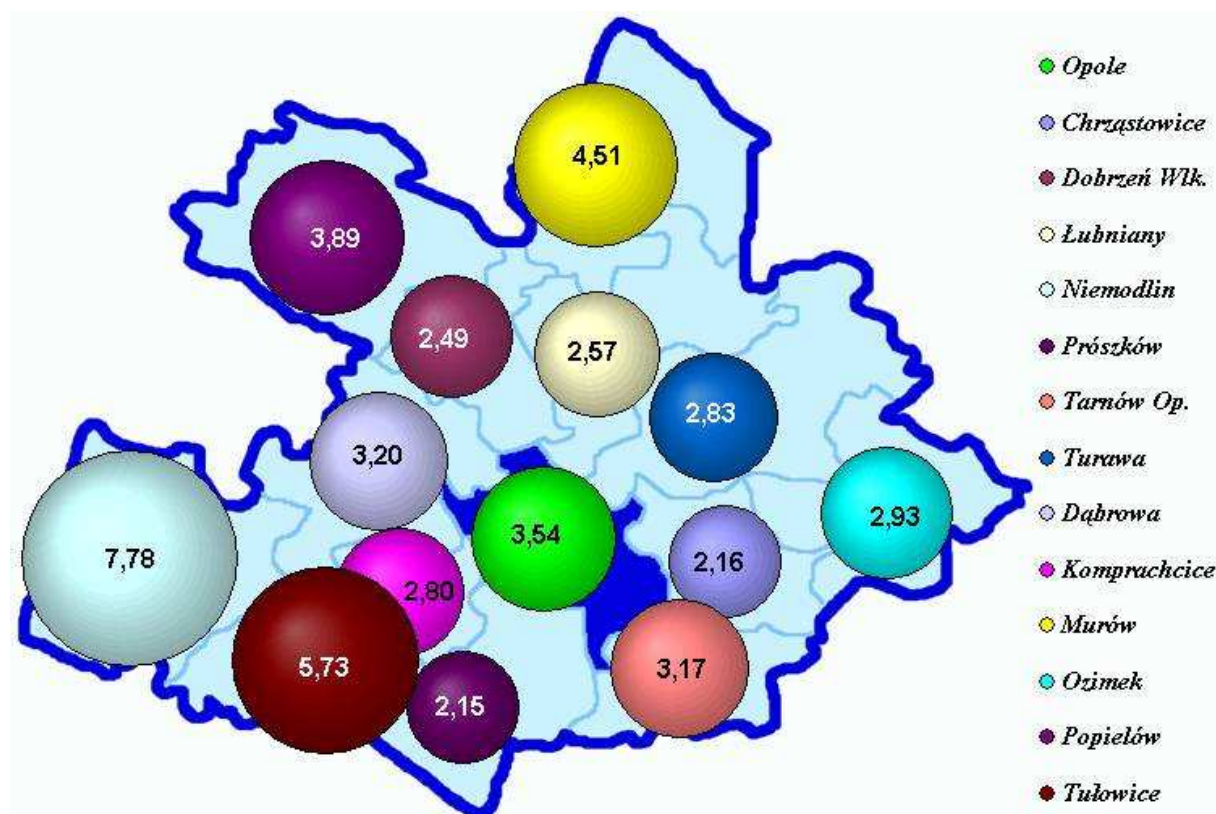 4,51
3,89
2,49
2,57
2,83
3,20
2,93
3,54
7,78
2,16
2,80
5,73
3,17
2,15
Opole
Chrząstowice
Dobrzeń Wlk.
Łubniany
Niemodlin
Prószków
Tarnów Op.
Turawa
Dąbrowa
Komprachcice
Murów
Ozimek
Popielów
Tułowice